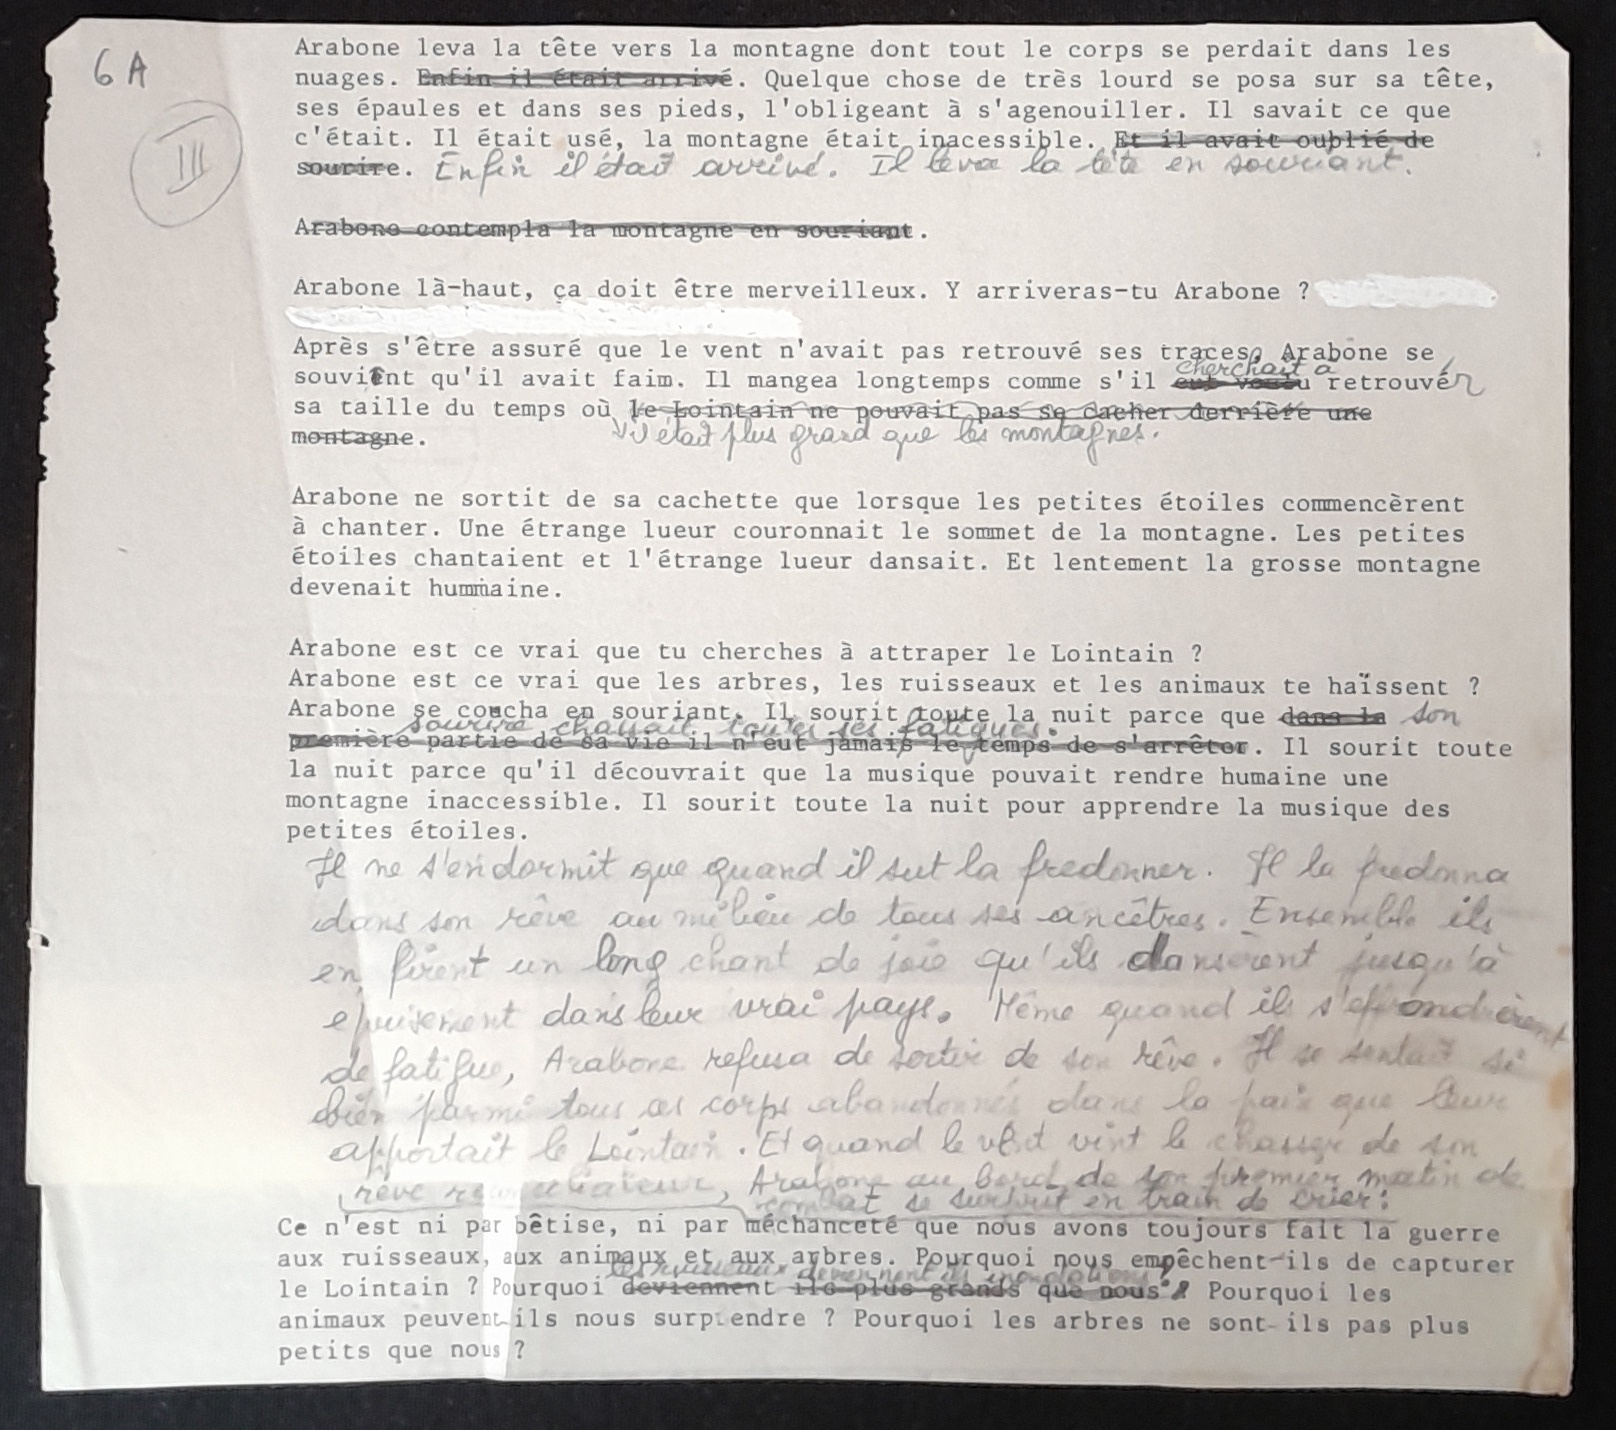 6 A
III
Arabone leva la tête vers la montagne dont tout le corps se perdait dans les
nuages. Enfin il était arrivé. Quelque chose de très lourd se posa sur sa tête,
ses épaules et dans ses pieds, l'obligeant à s'agenouiller. Il savait ce que
c'était. Il était usé, la montagne était inacessible. Et il avait oublié de
sourire. Enfin il était arrivé. Il leva la tête en souriant.
Arabone contempla la montagne en souriant.
Arabone là-haut, ça doit être merveilleux. Y arriveras-tu Arabone ?
Après s'être assuré que le vent n'avait pas retrouvé ses traces, Arabone se
cherchait à
souvient qu'il avait faim. Il mangea longtemps comme s'il eut voulu retrouvér
sa taille du temps où le Lointain ne pouvait pas se cacher derrière une
montagne. il était plus grand que les montagnes.
Arabone ne sortit de sa cachette que lorsque les petites étoiles commencèrent
à chanter. Une étrange lueur couronnait le sommet de la montagne. Les petites
étoiles chantaient et l'étrange lueur dansait. Et lentement la grosse montagne
devenait hummaine.
Arabone est ce vrai que tu cherches à attraper le Lointain ?
Arabone est ce vrai que les arbres, les ruisseaux et les animaux te haïssent ?
Arabone se coucha en souriant. Il sourit toute la nuit parce que dans la son
sourire chassait toutes ses fatigues.
première partie de sa vie il n'eut jamais le temps de s'arrêter. Il sourit toute
la nuit parce qu'il découvrait que la musique pouvait rendre humaine une
montagne inaccessible. Il sourit toute la nuit pour apprendre la musique des
petites étoiles.
Il ne s'endormit que quand il sut la fredonner. Il la fredonna
dans son rêve au milieu de tous ses ancêtres. Ensemble ils
en firent un long chant de joie qu'ils dansèrent jusqu'à
épuisement dans leur vrai pays. Même quand ils s'effondrèrent
de fatigue, Arabone refusa de sortir de son rêve. Il se sentait si
bien parmi tous ces corps abandonnés dans la paix que leur
apportait le Lointain. Et quand le vent vint le chasser de son
rêve, Arabone au bord de son premier matin de
combat se surprit en train de crier :
Ce n'est ni par bêtise, ni par méchanceté que nous avons toujours fait la guerre
aux ruisseaux, aux animaux et aux arbres. Pourquoi nous empêchent-ils de capturer
les ruisseaux deviennent ils inondations ?
le Lointain ? Pourquoi deviennent ils plus grands que nous ? Pourquoi les
animaux peuvent-ils nous surprendre ? Pourquoi les arbres ne sont-ils pas plus
petits que nous ?